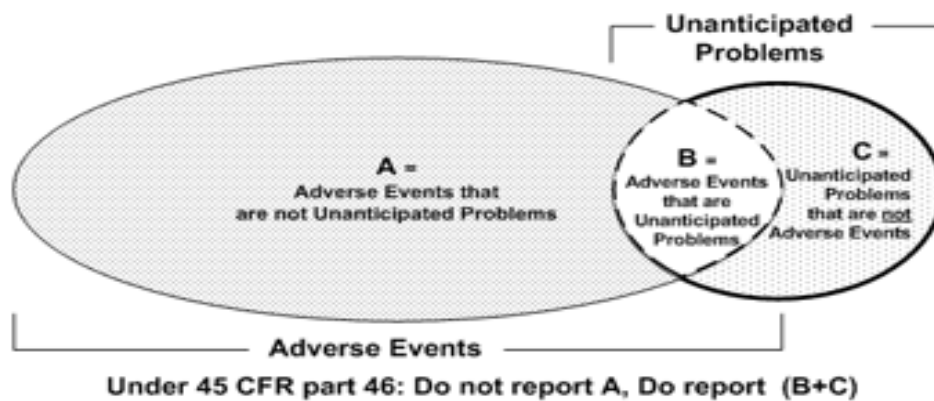 Unanticipated
Problems
A =
Adverse Events that
are not Unanticipated Problems
B =
Adverse Events
that are
Unanticipated
Problems
C =
Unanticipated
Problems
that are not
Adverse Events
Adverse Events
Under 45 CFR part 46: Do not report A, Do report (B+C)